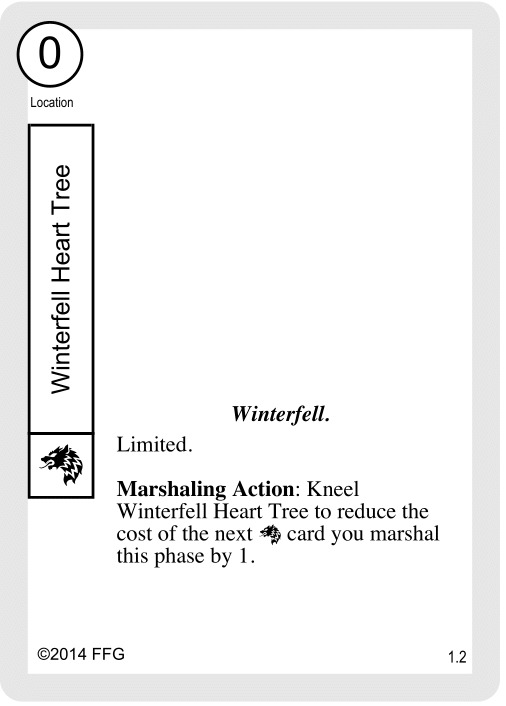 0
Location
Winterfell Heart Tree
Winterfell.
Limited.
Marshaling Action: Kneel
Winterfell Heart Tree to reduce the
cost of the next card you marshal
this phase by 1.
©2014 FFG
1.2